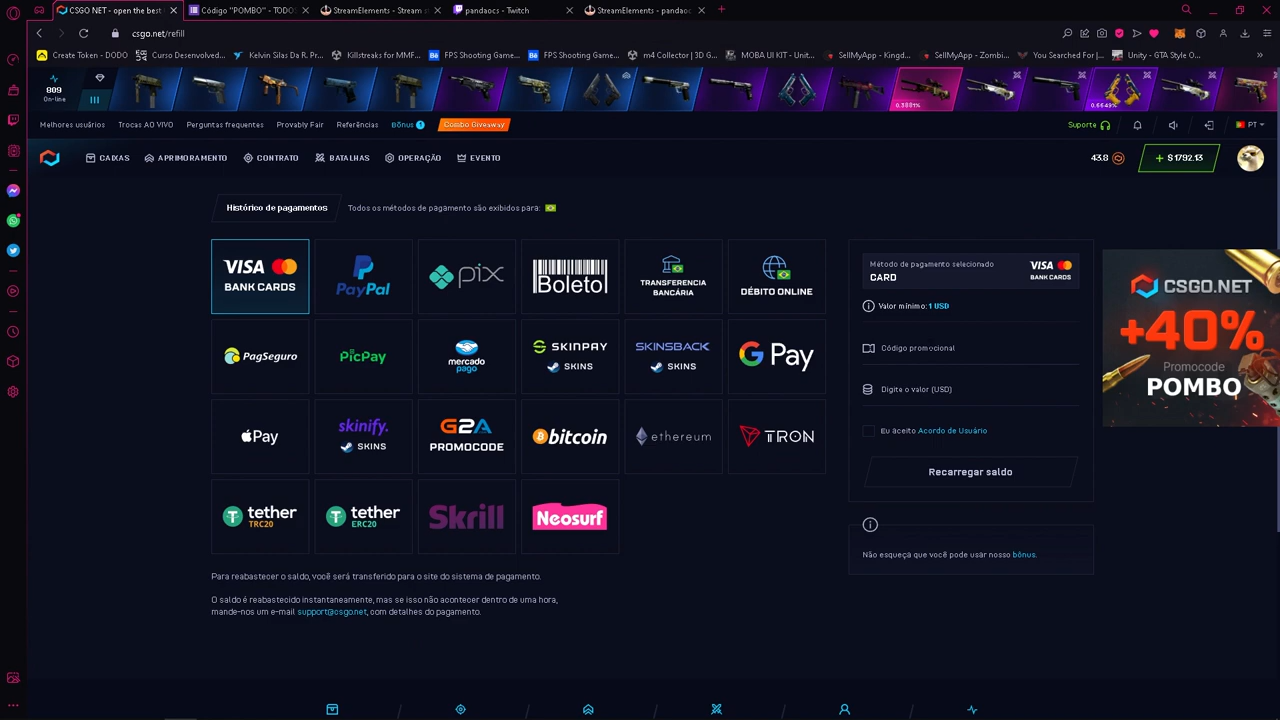 CSGO.NET - open the best
Código "POMBO" - TODOS
StreamElements - Stream s
pandaocs - Twitch
StreamElements - pandaoc
csgo.net/refill
Create Token - DODO
Curso Desenvolved...
Kelvin Silas Da R. Pr...
Killstreaks for MMF...
FPS Shooting Game...
FPS Shooting Game...
m4 Collector | 3D G...
MOBA UI KIT - Unit...
SellMyApp - Kingd...
SellMyApp - Zombi...
You Searched For |...
Unity - GTA Style O...
809
On-line
0.3881%
0.6649%
Melhores usuários
Trocas AO VIVO
Perguntas frequentes
Provably Fair
Referências
Bônus 1
Combo Giveaway
Suporte
PT
CAIXAS
APRIMORAMENTO
CONTRATO
BATALHAS
OPERAÇÃO
EVENTO
43.8
+ $ 1792.13
Histórico de pagamentos
Todos os métodos de pagamento são exibidos para:
VISA
BANK CARDS
PayPal
pix
Boleto
TRANSFERENCIA
BANCÁRIA
DÉBITO ONLINE
PagSeguro
PicPay
mercado
pago
SKINPAY
SKINS
SKINSBACK
SKINS
G Pay
Pay
skinify.
SKINS
G2A
PROMOCODE
bitcoin
ethereum
TRON
tether
TRC20
tether
ERC20
Skrill
Neosurf
Método de pagamento selecionado
CARD
VISA
BANK CARDS
Valor mínimo: 1 USD
Código promocional
Digite o valor (USD)
Eu aceito Acordo de Usuário
Recarregar saldo
Não esqueça que você pode usar nosso bônus.
CSGO.NET
+40%
Promocode
POMBO
Para reabastecer o saldo, você será transferido para o site do sistema de pagamento.
O saldo é reabastecido instantaneamente, mas se isso não acontecer dentro de uma hora,
mande-nos um e-mail support@csgo.net, com detalhes do pagamento.